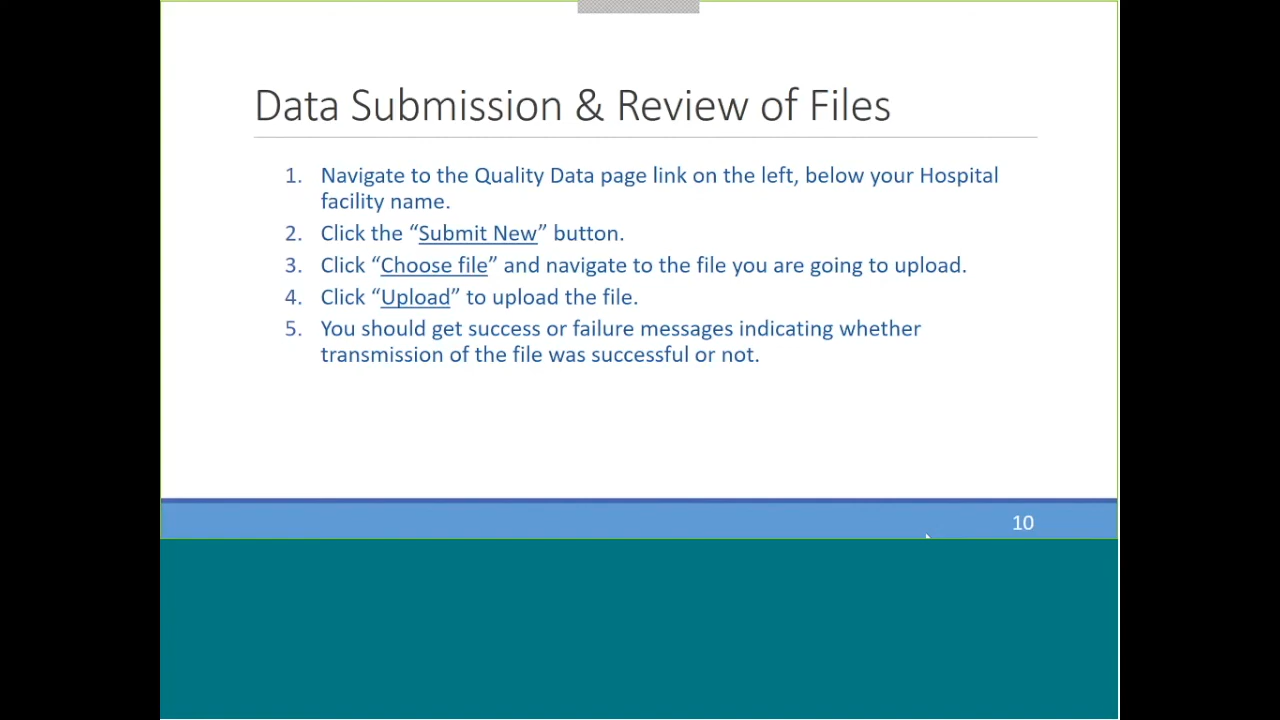 Data Submission & Review of Files
1. Navigate to the Quality Data page link on the left, below your Hospital
facility name.
2. Click the “Submit New” button.
3. Click “Choose file” and navigate to the file you are going to upload.
4. Click “Upload” to upload the file.
5. You should get success or failure messages indicating whether
transmission of the file was successful or not.
10